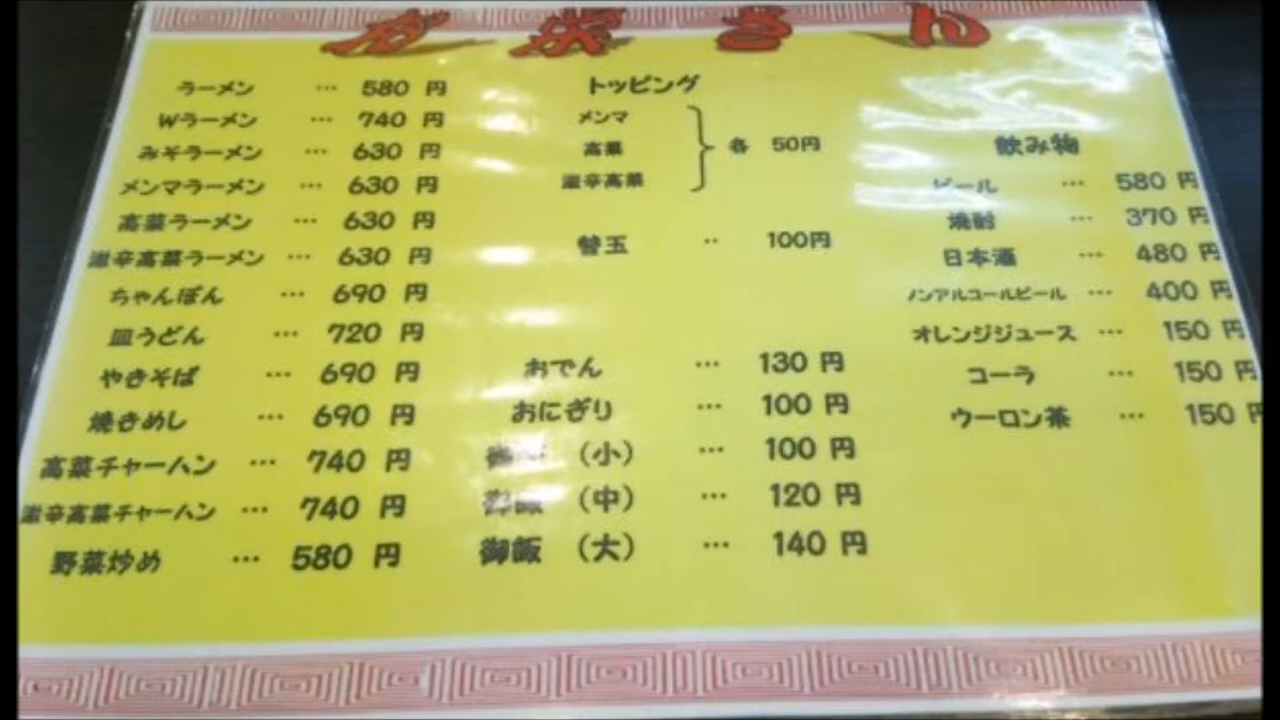 さん
ラーメン … 580 円
Wラーメン … 740 円
みそラーメン … 630 円
メンマラーメン … 630 円
高菜ラーメン … 630 円
激辛高菜ラーメン … 630 円
ちゃんぽん … 690 円
皿うどん … 720 円
やきそば … 690 円
焼きめし … 690 円
高菜チャーハン … 740 円
激辛高菜チャーハン … 740 円
野菜炒め … 580 円
トッピング
メンマ
高菜
激辛高菜
各 50円
替玉 ‥ 100円
おでん … 130 円
おにぎり … 100 円
御飯 （小） … 100 円
御飯 （中） … 120 円
御飯 （大） … 140 円
飲み物
ビール … 580 円
焼酎 … 370 円
日本酒 … 480 円
ノンアルコールビール … 400 円
オレンジジュース … 150 円
コーラ … 150 円
ウーロン茶 … 150 円